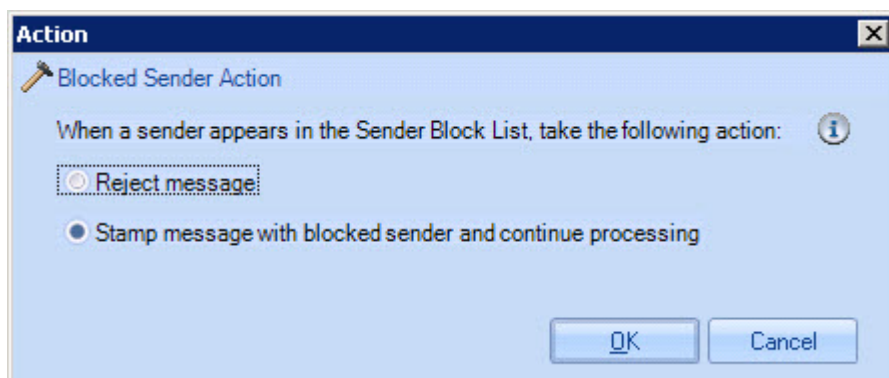 Action
Blocked Sender Action
When a sender appears in the Sender Block List, take the following action:
Reject message
Stamp message with blocked sender and continue processing
OK Cancel